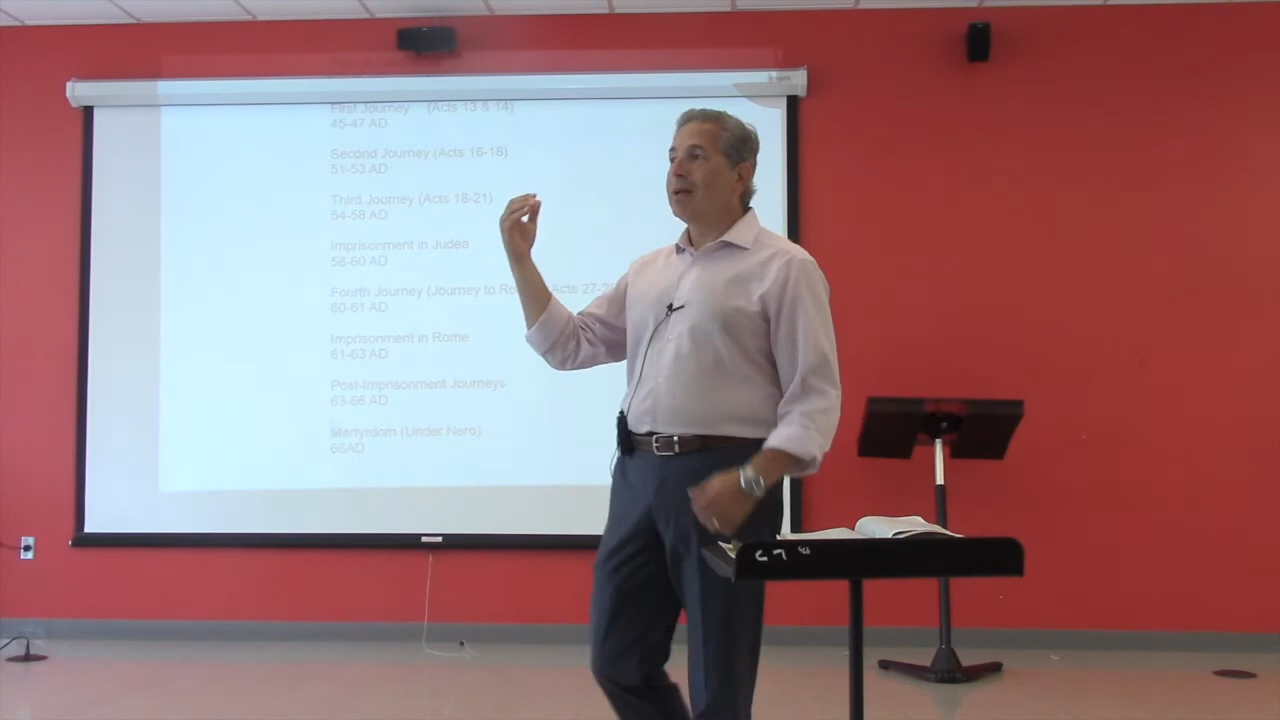 First Journey (Acts 13 & 14)
45-47 AD
Second Journey (Acts 16-18)
51-53 AD
Third Journey (Acts 18-21)
54-58 AD
Imprisonment in Judea
58-60 AD
Fourth Journey (Journey to Acts 27-
60-61 AD
Imprisonment in Rome
61-63 AD
Post-Imprisonment Journeys
63-66 AD
Martyrdom (Under Nero)
66AD